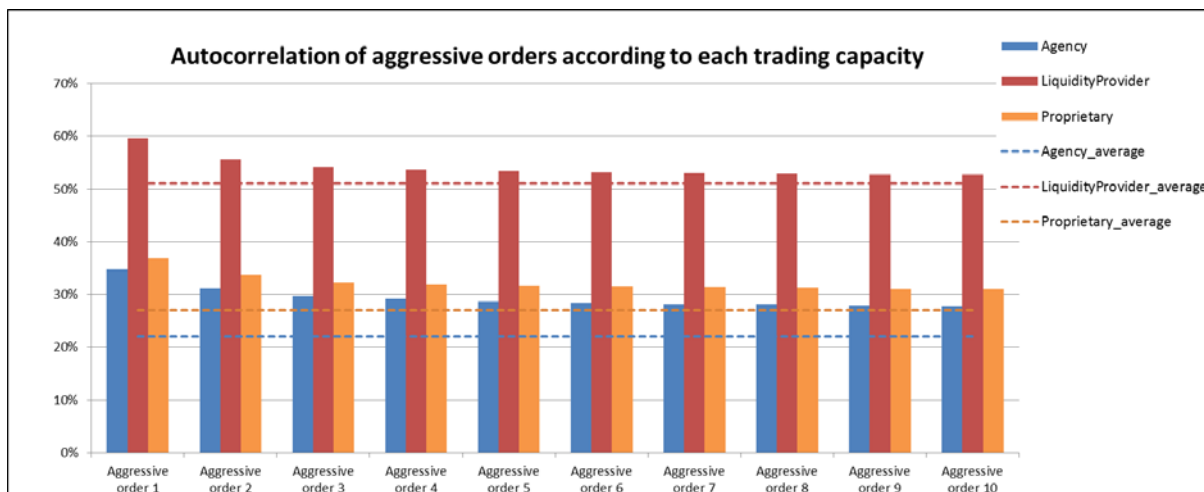 Autocorrelation of aggressive orders according to each trading capacity
Agency
LiquidityProvider
Proprietary
Agency_average
LiquidityProvider_average
Proprietary_average
70%
60%
50%
40%
30%
20%
10%
0%
Aggressive order 1
Aggressive order 2
Aggressive order 3
Aggressive order 4
Aggressive order 5
Aggressive order 6
Aggressive order 7
Aggressive order 8
Aggressive order 9
Aggressive order 10